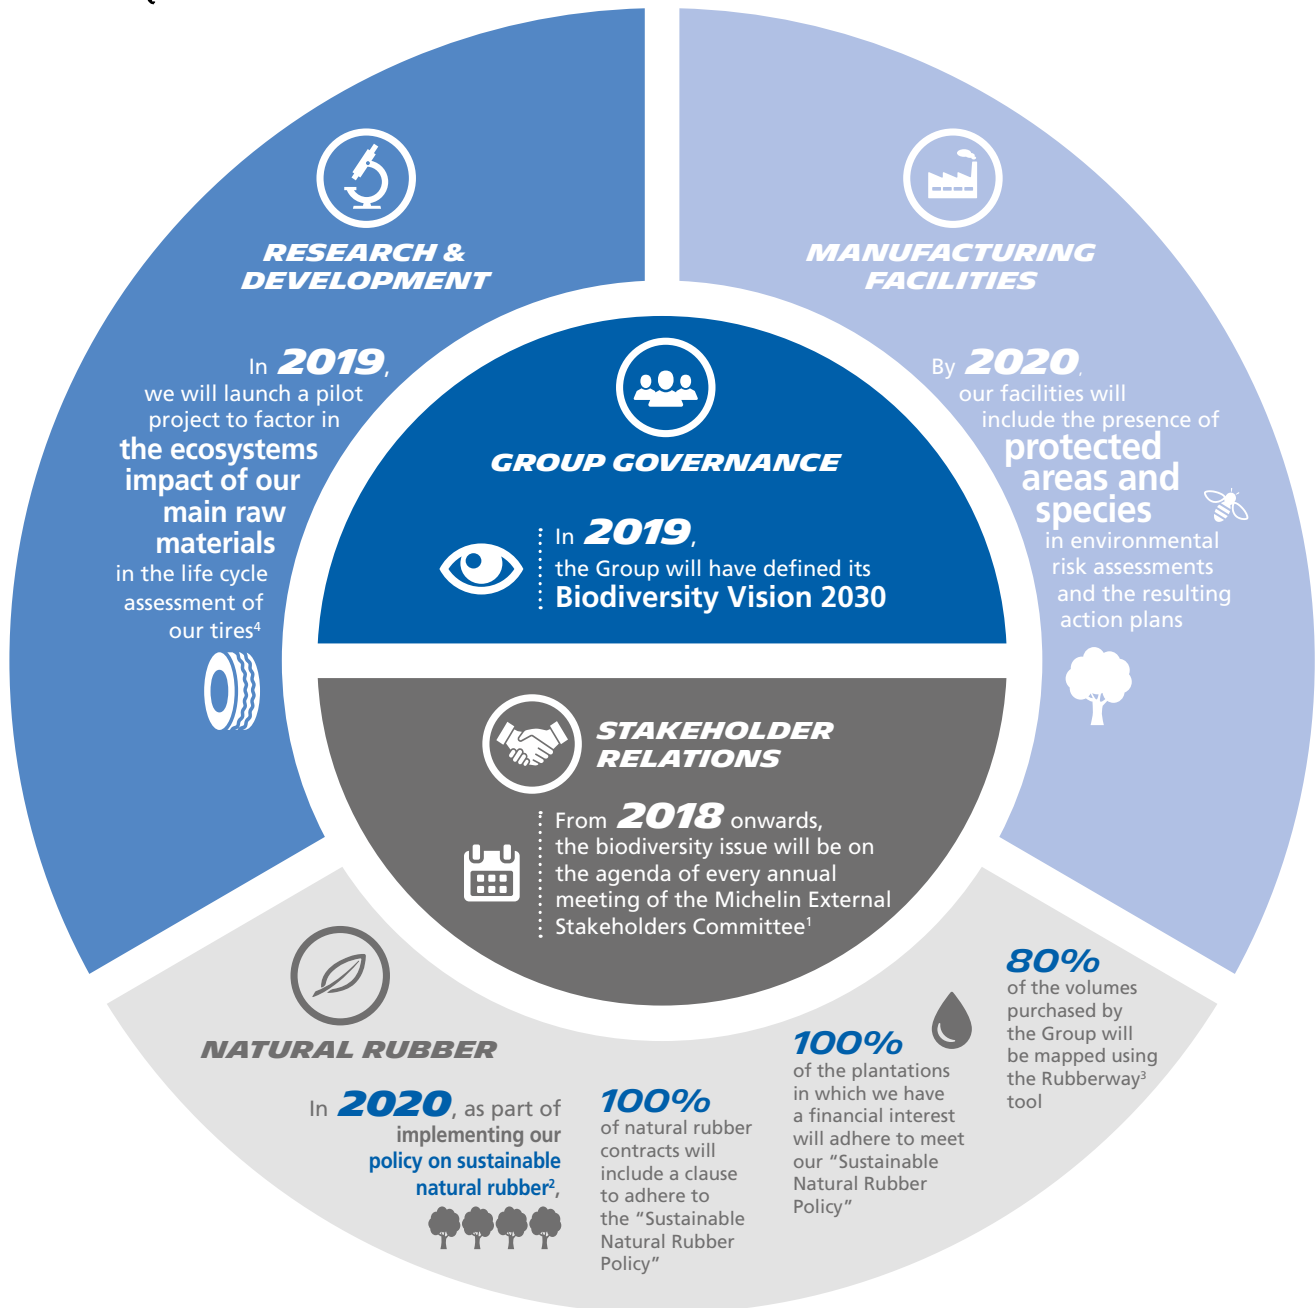 RESEARCH &
DEVELOPMENT
In 2019,
we will launch a pilot
project to factor in
the ecosystems
impact of our
main raw
materials
in the life cycle
assessment of
our tires⁴
MANUFACTURING
FACILITIES
By 2020,
our facilities will
include the presence of
protected
areas and
species
in environmental
risk assessments
and the resulting
action plans
GROUP GOVERNANCE
In 2019,
the Group will have defined its
Biodiversity Vision 2030
STAKEHOLDER
RELATIONS
From 2018 onwards,
the biodiversity issue will be on
the agenda of every annual
meeting of the Michelin External
Stakeholders Committee¹
NATURAL RUBBER
In 2020, as part of
implementing our
policy on sustainable
natural rubber²,
100%
of natural rubber
contracts will
include a clause
to adhere to
the “Sustainable
Natural Rubber
Policy”
100%
of the plantations
in which we have
a financial interest
will adhere to meet
our “Sustainable
Natural Rubber
Policy”
80%
of the volumes
purchased by
the Group will
be mapped using
the Rubberway³
tool